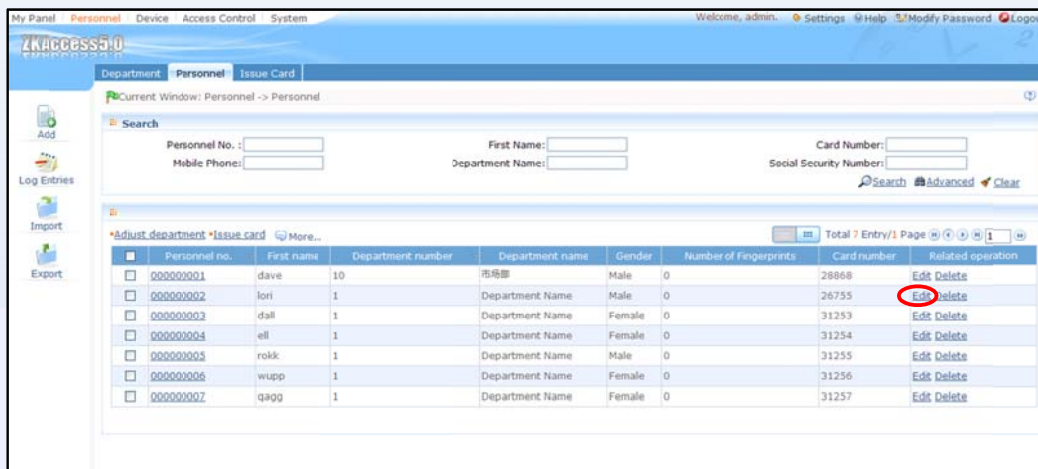 My Panel Personnel Device Access Control System Welcome, admin. Settings Help Modify Password Logou
ZKAccess5.0
Department Personnel Issue Card
Current Window: Personnel -> Personnel
Search
Personnel No. : First Name: Card Number:
Mobile Phone: Department Name: Social Security Number:
Search Advanced Clear
Adjust department Issue card More... Total 7 Entry/1 Page 1
Personnel no. First name Department number Department name Gender Number of Fingerprints Card number Related operation
000000001 dave 10 市场部 Male 0 28868 Edit Delete
000000002 lori 1 Department Name Male 0 26755 Edit Delete
000000003 dall 1 Department Name Female 0 31253 Edit Delete
000000004 ell 1 Department Name Female 0 31254 Edit Delete
000000005 rokk 1 Department Name Male 0 31255 Edit Delete
000000006 wupp 1 Department Name Female 0 31256 Edit Delete
000000007 qagg 1 Department Name Female 0 31257 Edit Delete
Add
Log Entries
Import
Export